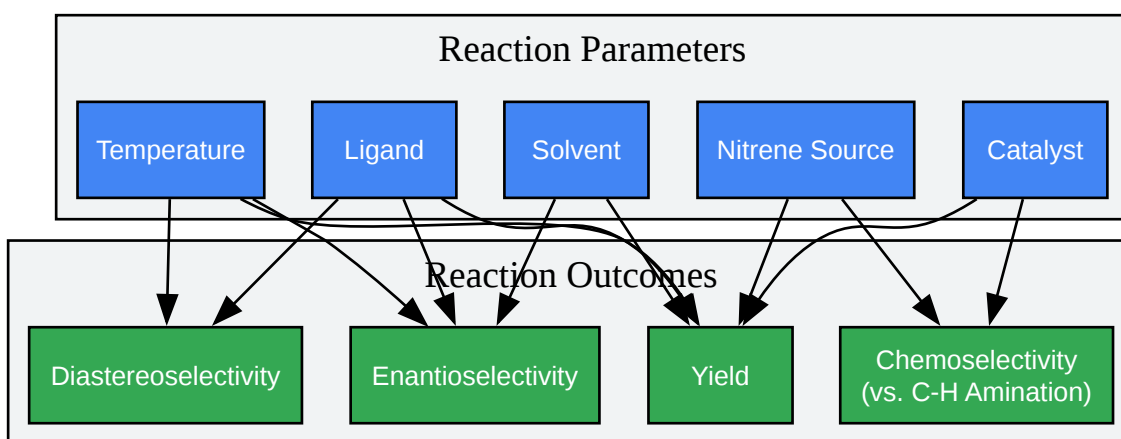 Reaction Parameters
Temperature
Ligand
Solvent
Nitrene Source
Catalyst
Reaction Outcomes
Diastereoselectivity
Enantioselectivity
Yield
Chemoselectivity
(vs. C-H Amination)